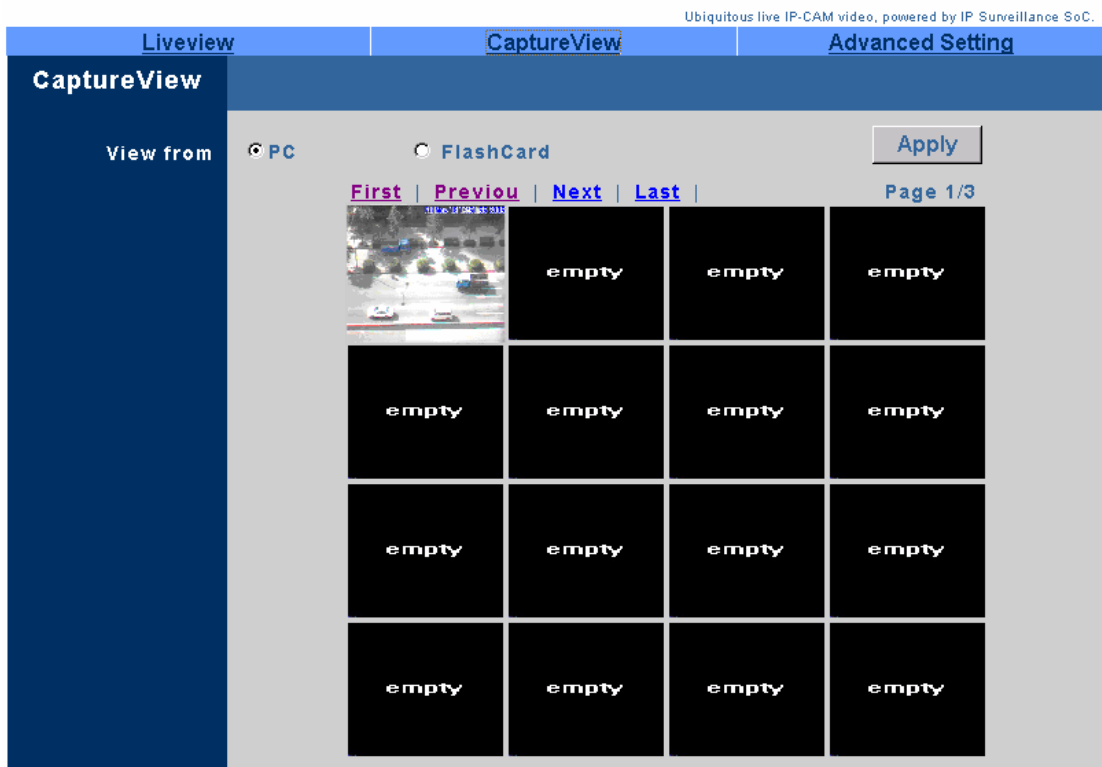 Ubiquitous live IP-CAM video, powered by IP Surveillance SoC.
Liveview CaptureView Advanced Setting
CaptureView
View from PC FlashCard Apply
First | Previou | Next | Last | Page 1/3
empty empty empty
empty empty empty empty
empty empty empty empty
empty empty empty empty